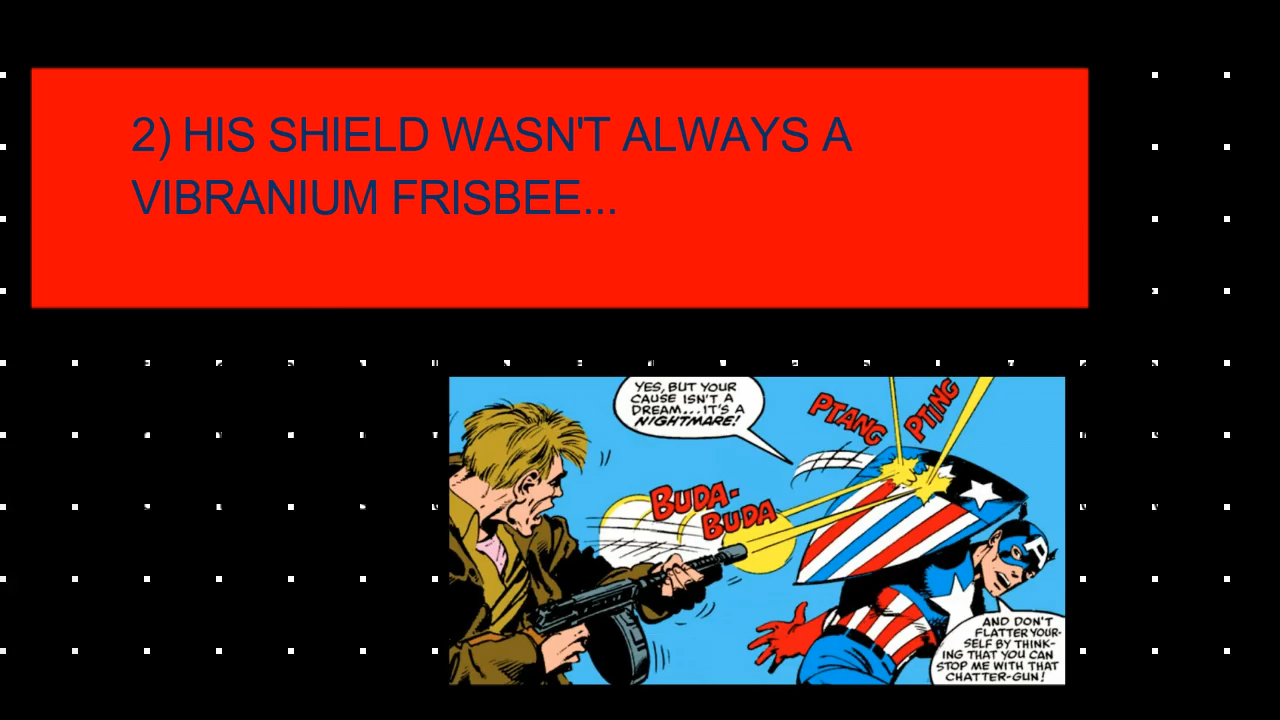 2) HIS SHIELD WASN'T ALWAYS A
VIBRANIUM FRISBEE...
YES, BUT YOUR
CAUSE ISN'T A
DREAM...IT'S A
NIGHTMARE!
PTANG
PTING
BUDA-
BUDA
A
AND DON'T
FLATTER YOUR-
SELF BY THINK-
ING THAT YOU CAN
STOP ME WITH THAT
CHATTER-GUN!